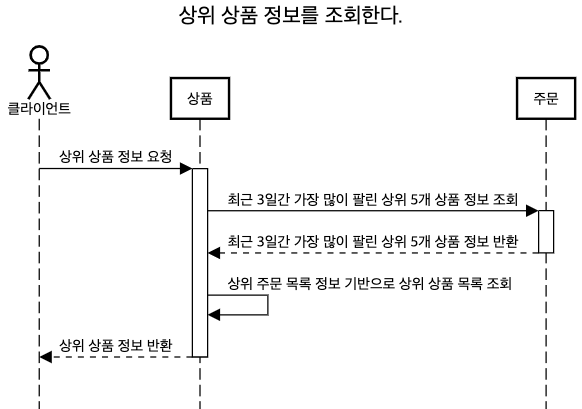 상위 상품 정보를 조회한다.
클라이언트
상품
주문
상위 상품 정보 요청
최근 3일간 가장 많이 팔린 상위 5개 상품 정보 조회
최근 3일간 가장 많이 팔린 상위 5개 상품 정보 반환
상위 주문 목록 정보 기반으로 상위 상품 목록 조회
상위 상품 정보 반환